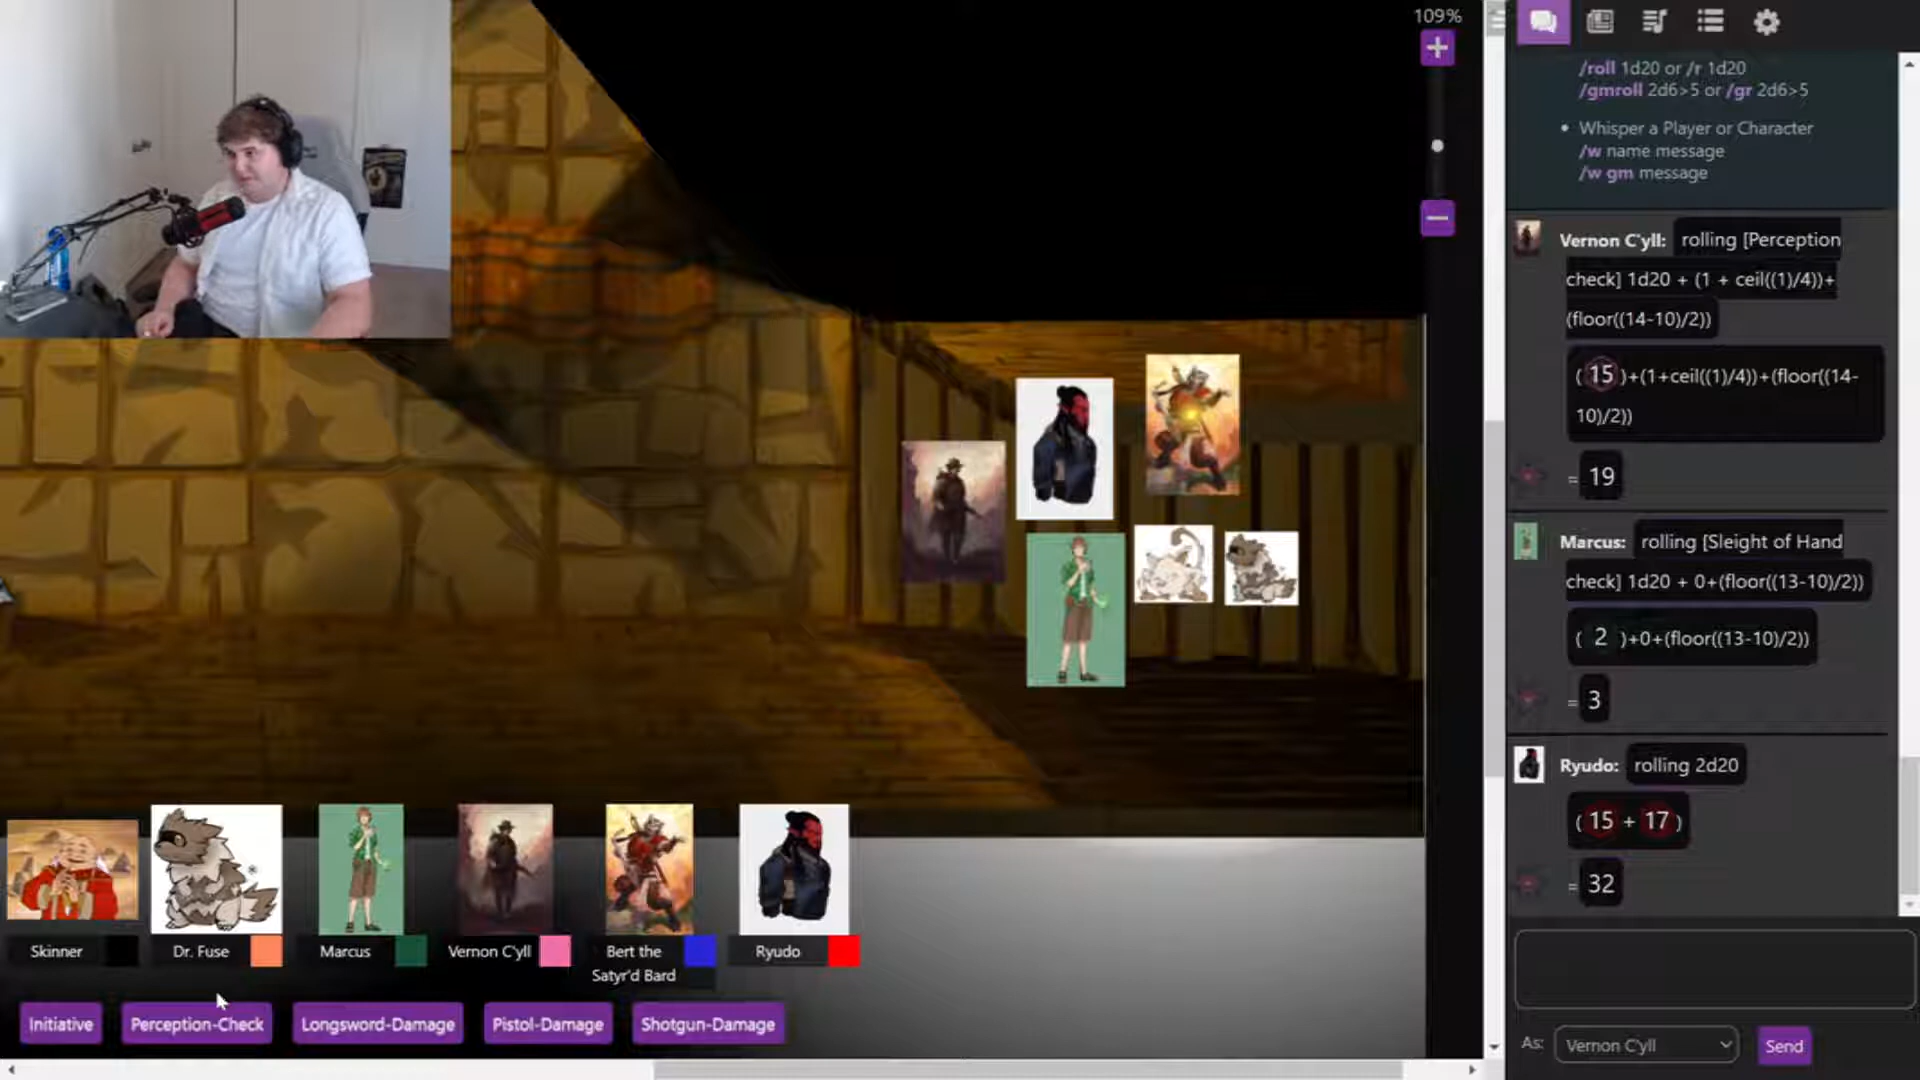 109%
/roll 1d20 or /r 1d20
/gmroll 2d6>5 or /gr 2d6>5
• Whisper a Player or Character
/w name message
/w gm message
Vernon C'yll: rolling [Perception
check] 1d20 + (1 + ceil((1)/4))+
(floor((14-10)/2))
( 15 )+(1+ceil((1)/4))+(floor((14-
10)/2))
= 19
Marcus: rolling [Sleight of Hand
check] 1d20 + 0+(floor((13-10)/2))
( 2 )+0+(floor((13-10)/2))
= 3
Ryudo: rolling 2d20
( 15 + 17 )
= 32
Skinner
Dr. Fuse
Marcus
Vernon C'yll
Bert the
Satyr'd Bard
Ryudo
Initiative
Perception-Check
Longsword-Damage
Pistol-Damage
Shotgun-Damage
As: Vernon C'yll
Send